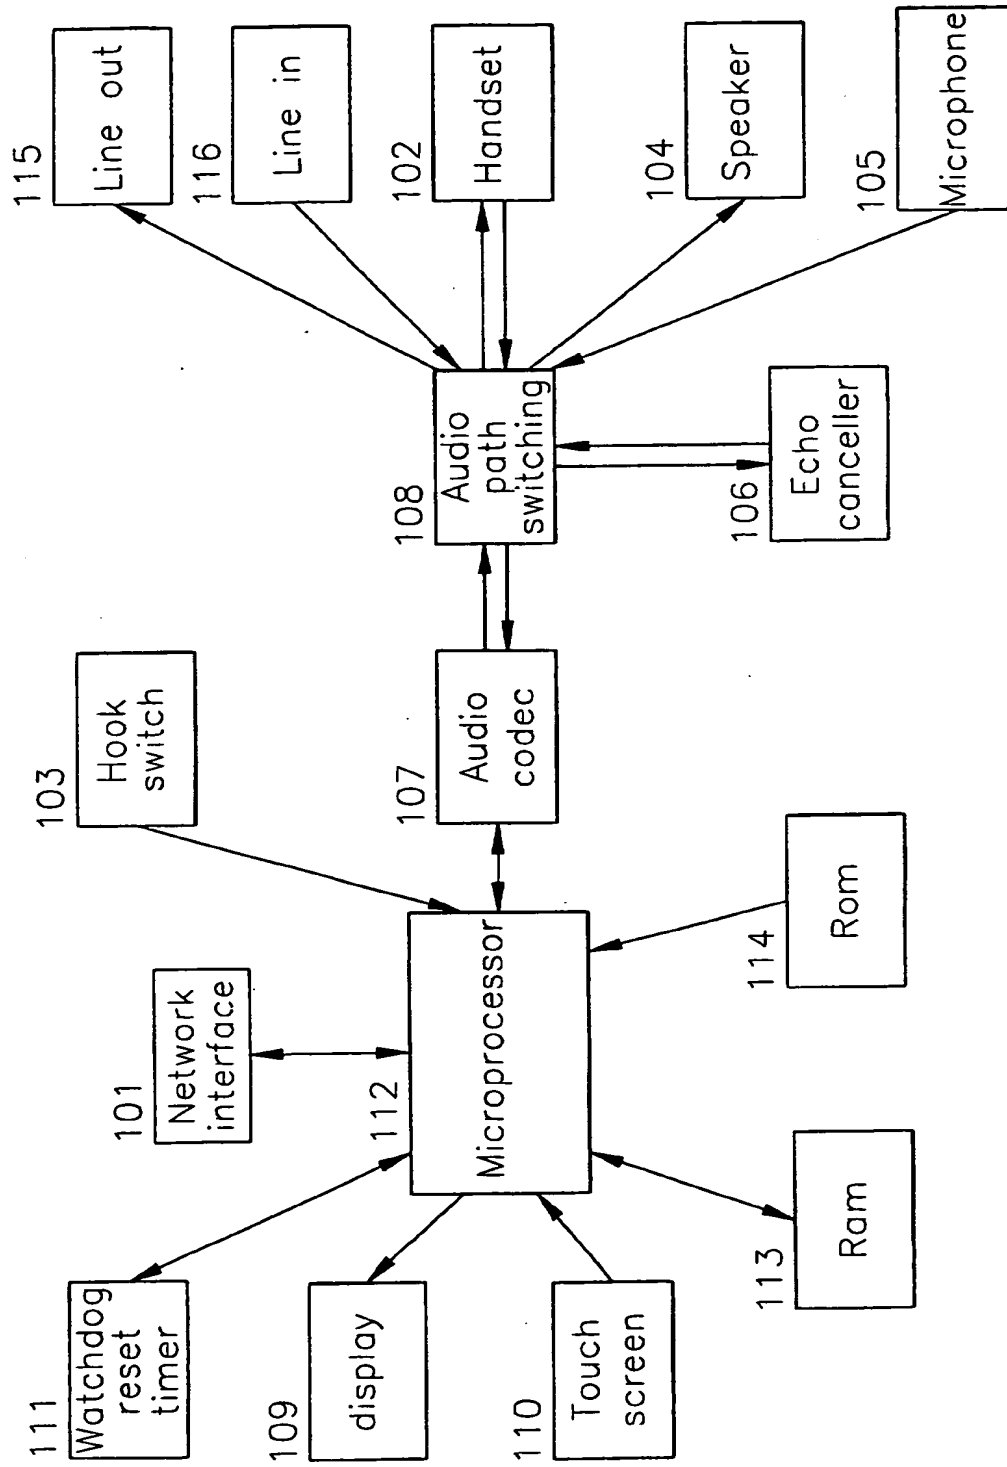 111
Watchdog
reset
timer
109
display
110
Touch
screen
101
Network
interface
112
Microprocessor
113
Ram
114
Rom
103
Hook
switch
107
Audio
codec
108
Audio
path
switching
106
Echo
canceller
115
Line out
116
Line in
102
Handset
104
Speaker
105
Microphone